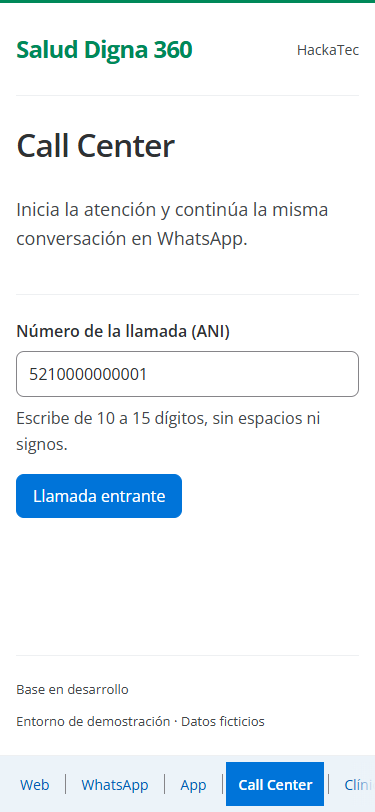 Salud Digna 360
HackaTec
Call Center
Inicia la atención y continúa la misma
conversación en WhatsApp.
Número de la llamada (ANI)
5210000000001
Escribe de 10 a 15 dígitos, sin espacios ni
signos.
Llamada entrante
Base en desarrollo
Entorno de demostración · Datos ficticios
Web
WhatsApp
App
Call Center